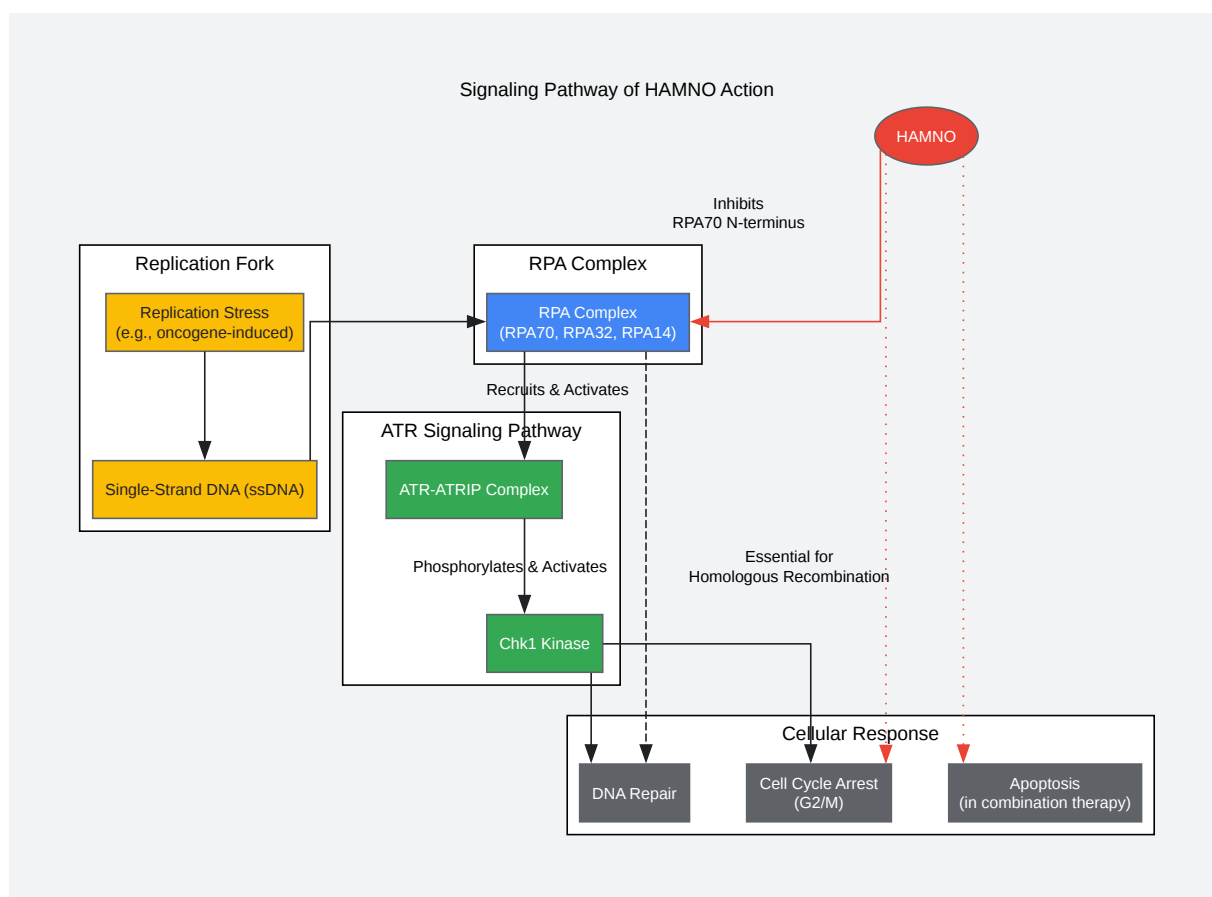 Signaling Pathway of HAMNO Action
HAMNO
Inhibits
RPA70 N-terminus
Replication Fork
RPA Complex
Replication Stress
(e.g., oncogene-induced)
RPA Complex
(RPA70, RPA32, RPA14)
Recruits & Activates
ATR Signaling Pathway
Single-Strand DNA (ssDNA)
ATR-ATRIP Complex
Phosphorylates & Activates
Essential for
Homologous Recombination
Chk1 Kinase
Cellular Response
DNA Repair
Cell Cycle Arrest
(G2/M)
Apoptosis
(in combination therapy)